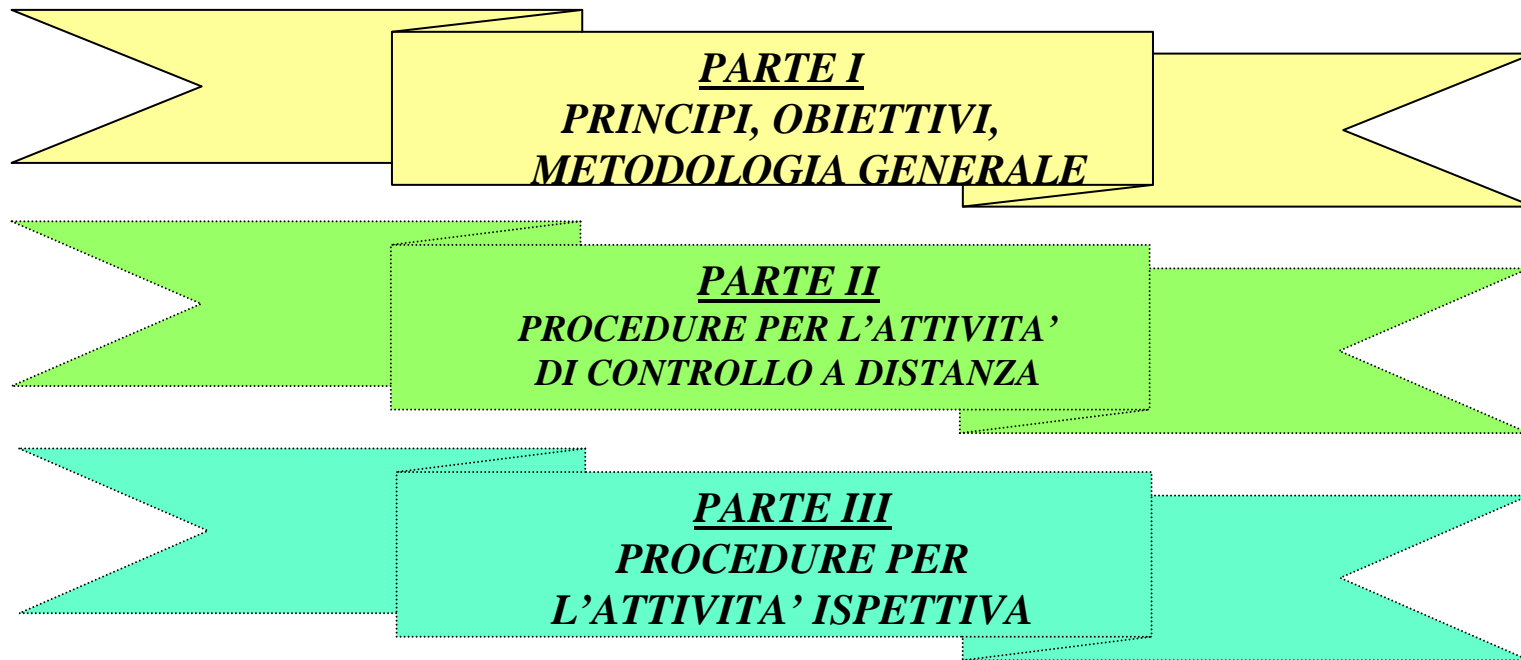 PARTE I
PRINCIPI, OBIETTIVI,
METODOLOGIA GENERALE
PARTE II
PROCEDURE PER L’ATTIVITA’
DI CONTROLLO A DISTANZA
PARTE III
PROCEDURE PER
L’ATTIVITA’ ISPETTIVA